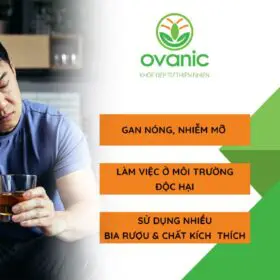 ovanic
KHỎE ĐẸP TỪ THIÊN NHIÊN
GAN NÓNG, NHIỄM MỠ
LÀM VIỆC Ở MÔI TRƯỜNG
ĐỘC HẠI
SỬ DỤNG NHIỀU
BIA RƯỢU & CHẤT KÍCH THÍCH